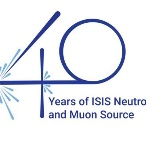 40
Years of ISIS Neutro
and Muon Source